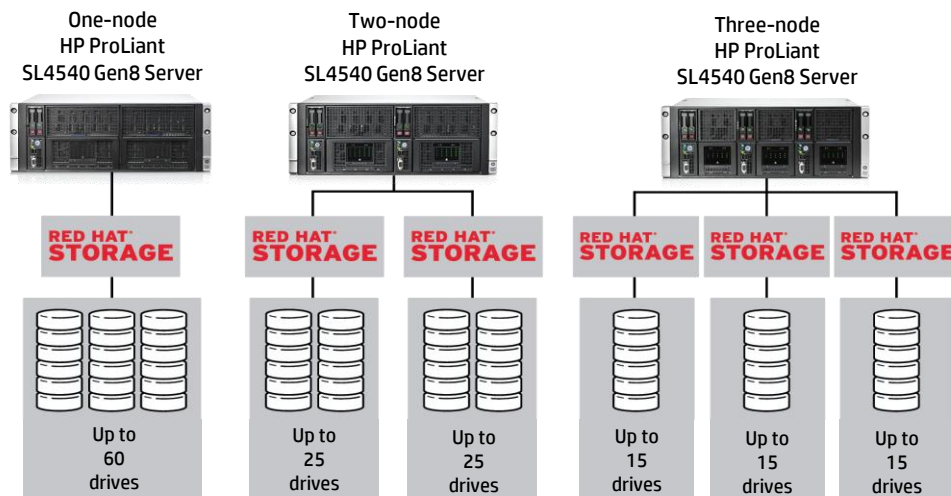 One-node
HP ProLiant
SL4540 Gen8 Server
Two-node
HP ProLiant
SL4540 Gen8 Server
Three-node
HP ProLiant
SL4540 Gen8 Server
RED HAT®
STORAGE
RED HAT®
STORAGE
RED HAT®
STORAGE
RED HAT®
STORAGE
RED HAT®
STORAGE
RED HAT®
STORAGE
Up to
60
drives
Up to
25
drives
Up to
25
drives
Up to
15
drives
Up to
15
drives
Up to
15
drives